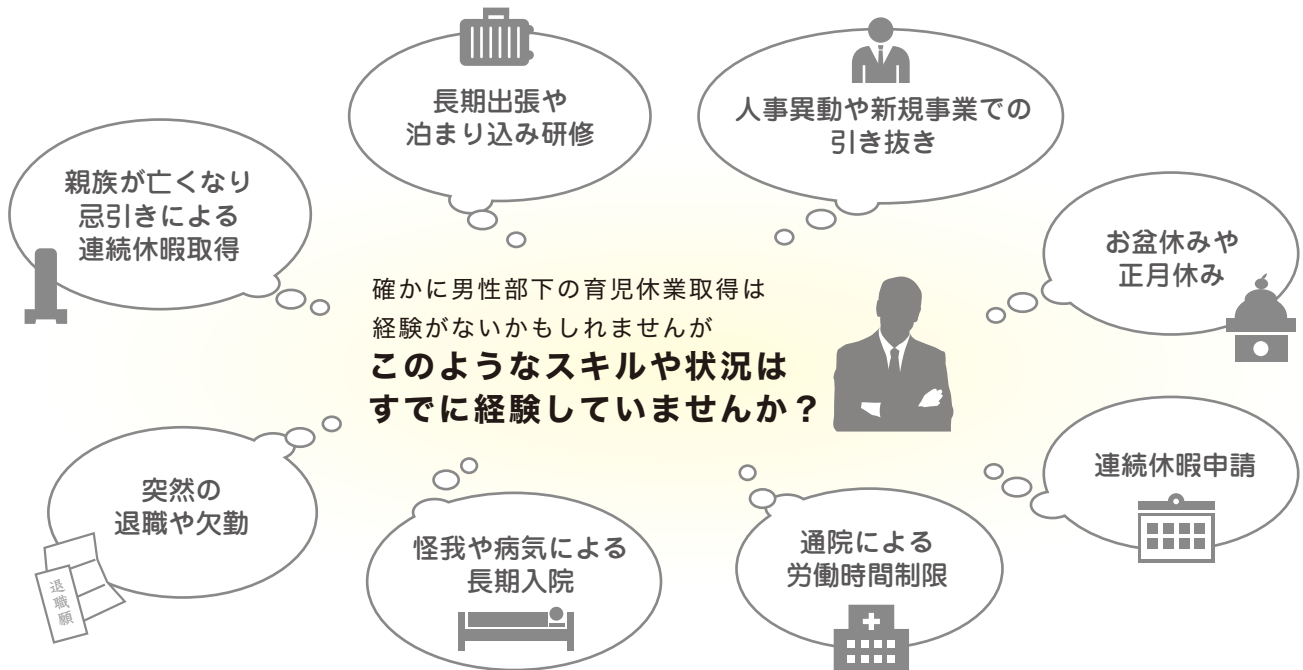 長期出張や
泊まり込み研修
人事異動や新規事業での
引き抜き
親族が亡くなり
忌引きによる
連続休暇取得
お盆休みや
正月休み
確かに男性部下の育児休業取得は
経験がないかもしれませんが
このようなスキルや状況は
すでに経験していませんか？
突然の
退職や欠勤
退職願
怪我や病気による
長期入院
通院による
労働時間制限
連続休暇申請